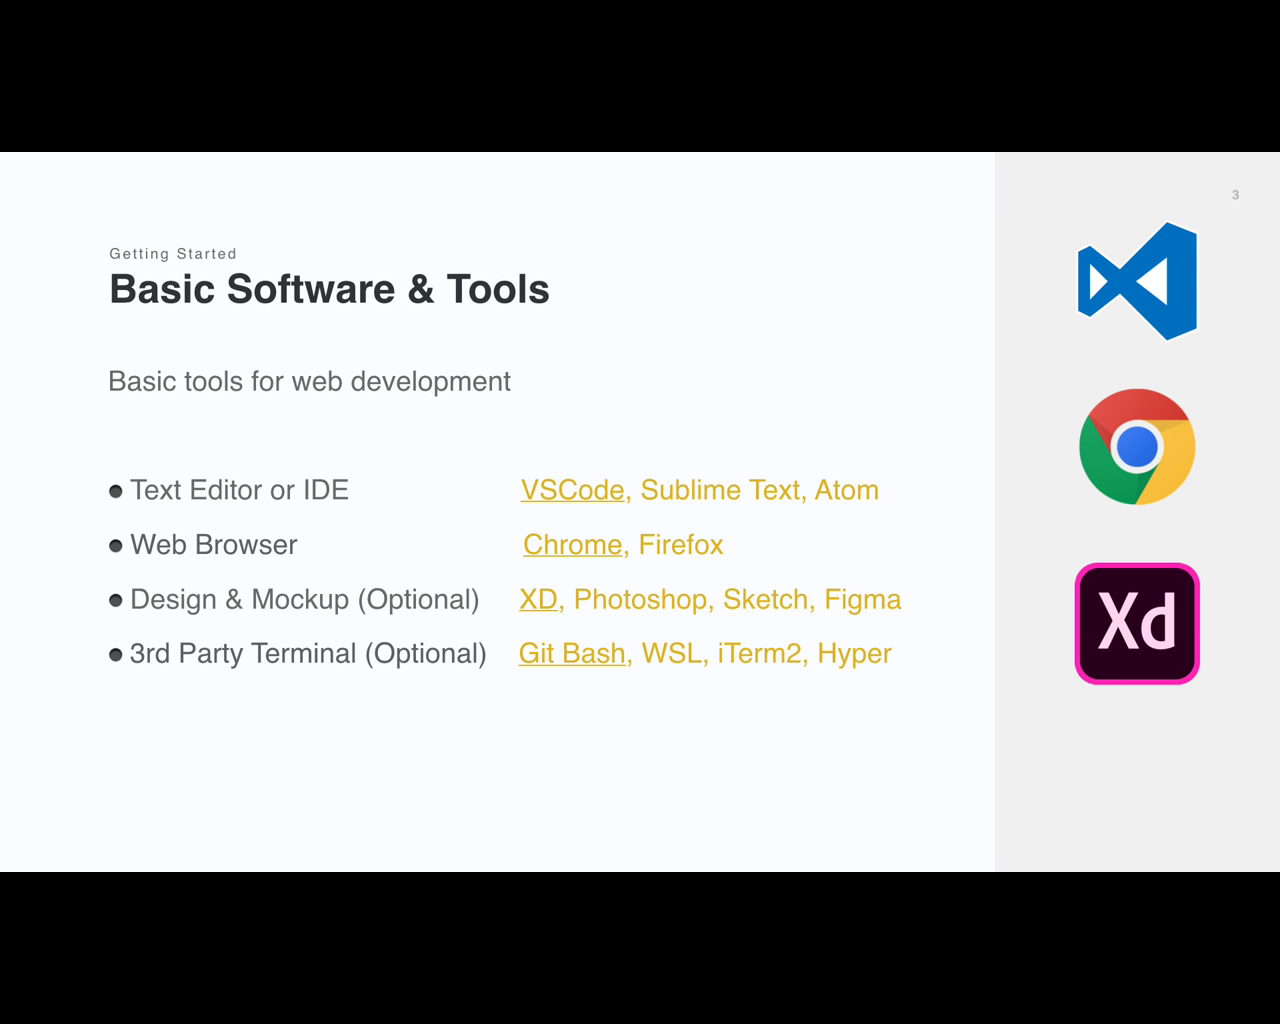 3
Getting Started
Basic Software & Tools
Basic tools for web development
Text Editor or IDE VSCode, Sublime Text, Atom
Web Browser Chrome, Firefox
Design & Mockup (Optional) XD, Photoshop, Sketch, Figma
3rd Party Terminal (Optional) Git Bash, WSL, iTerm2, Hyper
Xd